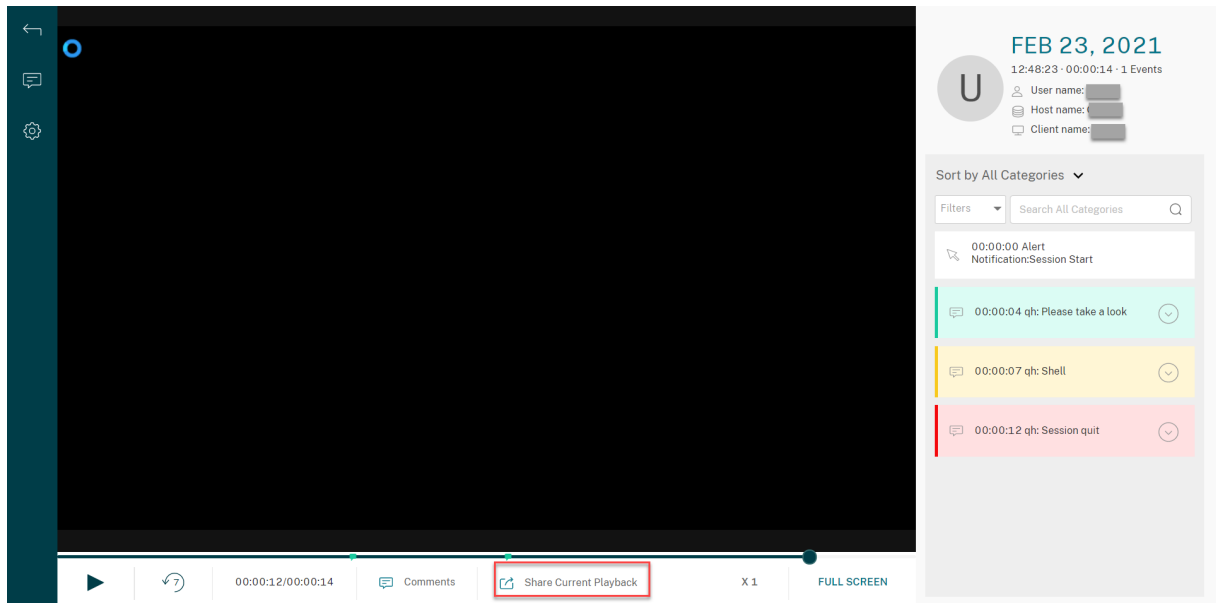 FEB 23, 2021
12:48:23 · 00:00:14 · 1 Events
U
User name:
Host name:
Client name:
Sort by All Categories
Filters
Search All Categories
00:00:00 Alert
Notification:Session Start
00:00:04 qh: Please take a look
00:00:07 qh: Shell
00:00:12 qh: Session quit
7
00:00:12/00:00:14
Comments
Share Current Playback
X 1
FULL SCREEN